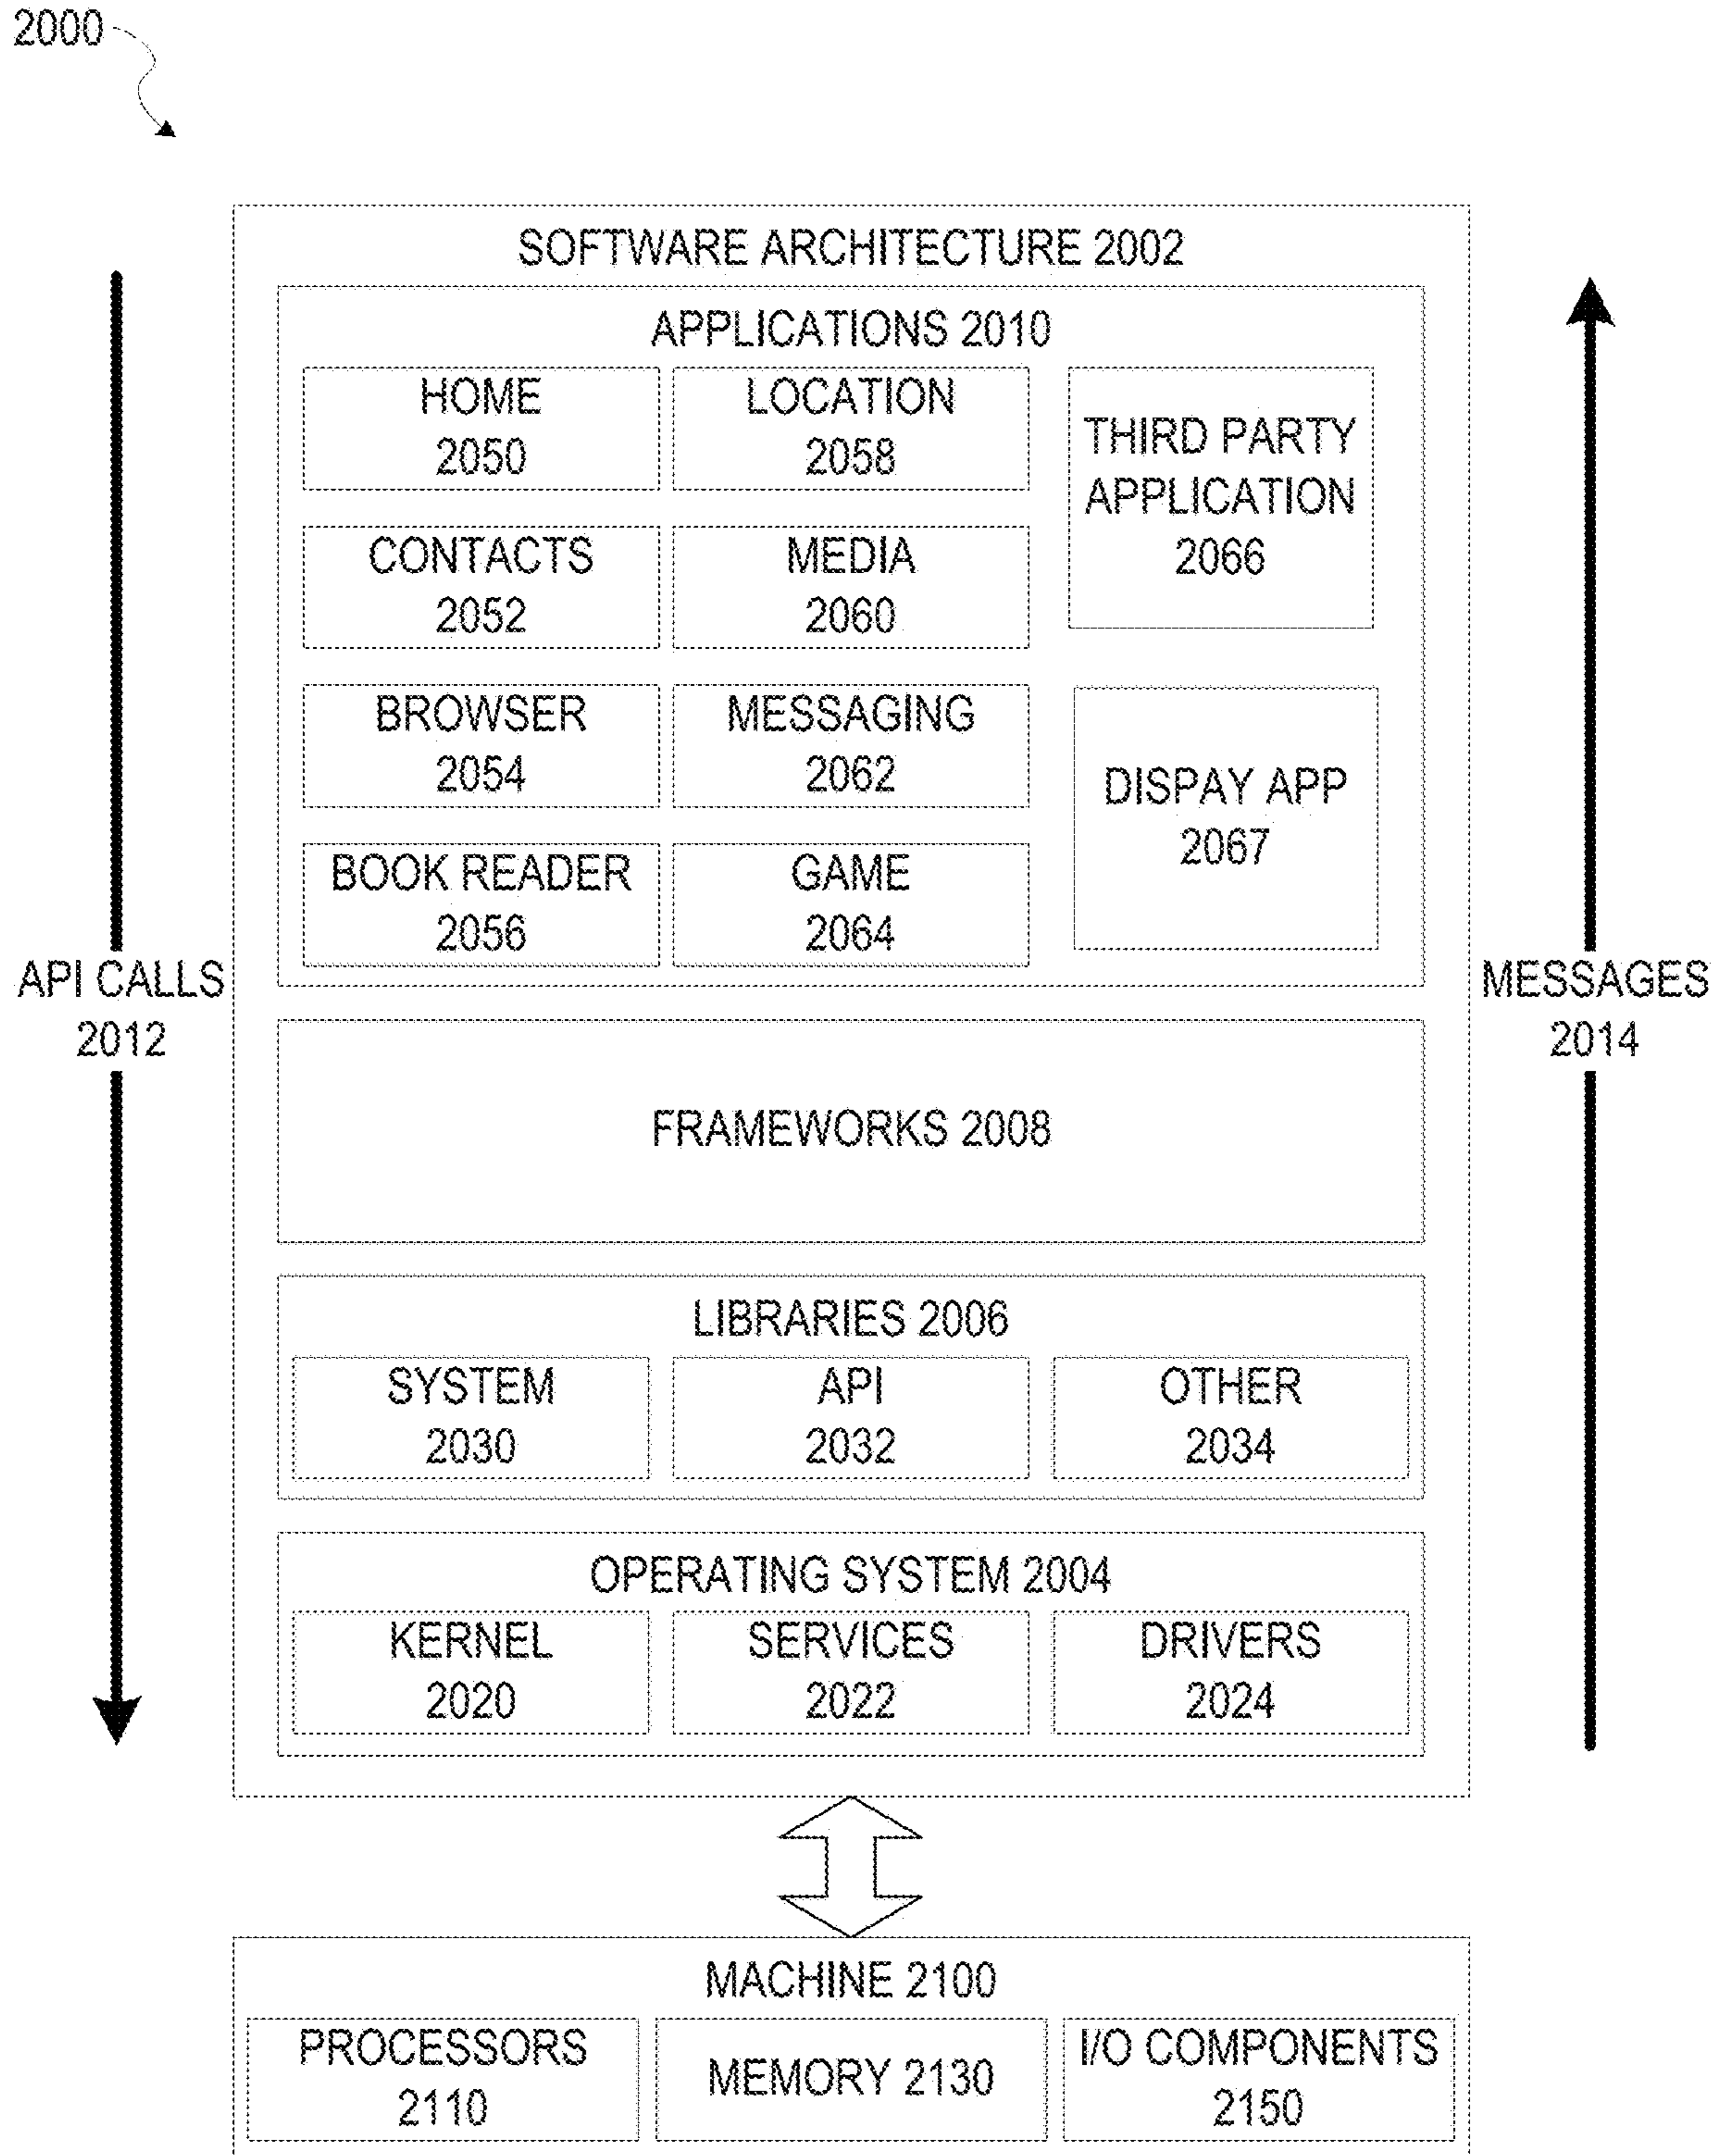 2000
SOFTWARE ARCHITECTURE 2002
APPLICATIONS 2010
HOME
2050
LOCATION
2058
THIRD PARTY
APPLICATION
2066
CONTACTS
2052
MEDIA
2060
BROWSER
2054
MESSAGING
2062
DISPAY APP
2067
BOOK READER
2056
GAME
2064
API CALLS
2012
MESSAGES
2014
FRAMEWORKS 2008
LIBRARIES 2006
SYSTEM
2030
API
2032
OTHER
2034
OPERATING SYSTEM 2004
KERNEL
2020
SERVICES
2022
DRIVERS
2024
MACHINE 2100
PROCESSORS
2110
MEMORY 2130
I/O COMPONENTS
2150